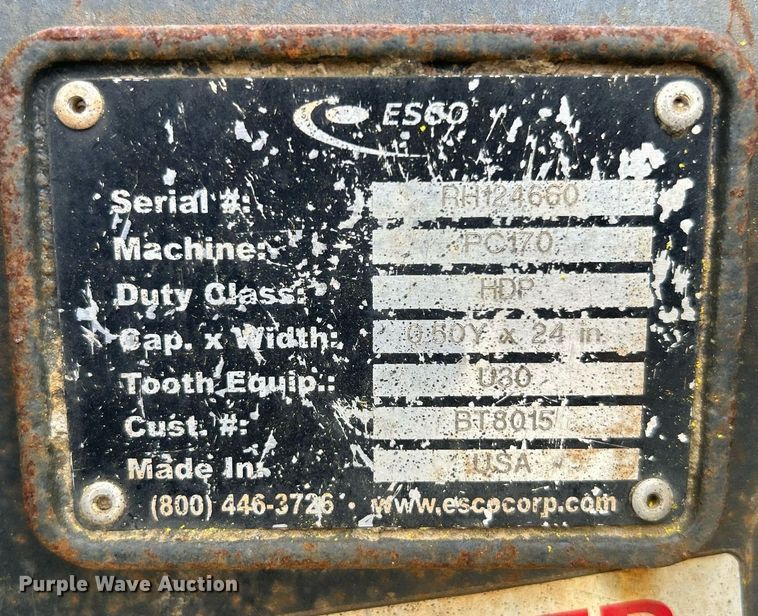 ESCO
Serial #: RH124660
Machine: PC170
Duty Class: HDP
Cap. x Width: 0.60Y x 24 in
Tooth Equip.: U30
Cust. #: BT8015
Made In: USA
(800) 446-3726 • www.escocorp.com
Purple Wave Auction